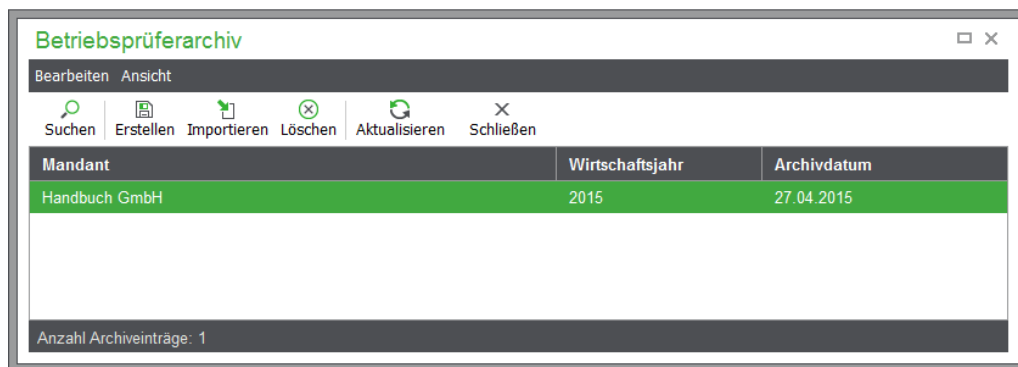 Betriebsprüferarchiv
Bearbeiten Ansicht
Suchen Erstellen Importieren Löschen Aktualisieren Schließen
Mandant Wirtschaftsjahr Archivdatum
Handbuch GmbH 2015 27.04.2015
Anzahl Archiveinträge: 1